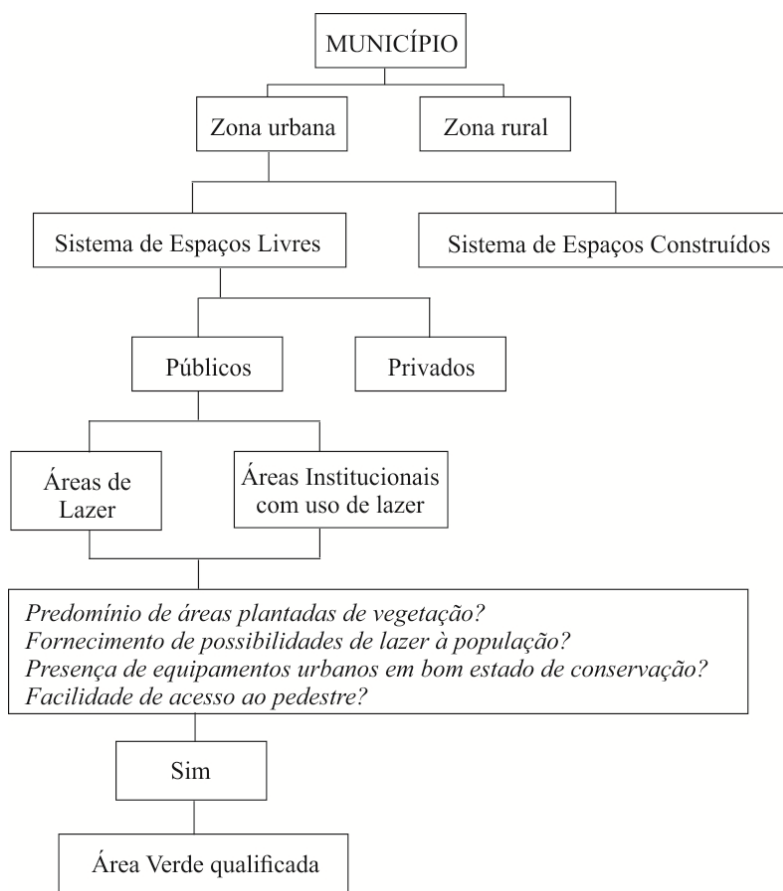 MUNICÍPIO
Zona urbana
Zona rural
Sistema de Espaços Livres
Sistema de Espaços Construídos
Públicos
Privados
Áreas de
Lazer
Áreas Institucionais
com uso de lazer
Predomínio de áreas plantadas de vegetação?
Fornecimento de possibilidades de lazer à população?
Presença de equipamentos urbanos em bom estado de conservação?
Facilidade de acesso ao pedestre?
Sim
Área Verde qualificada